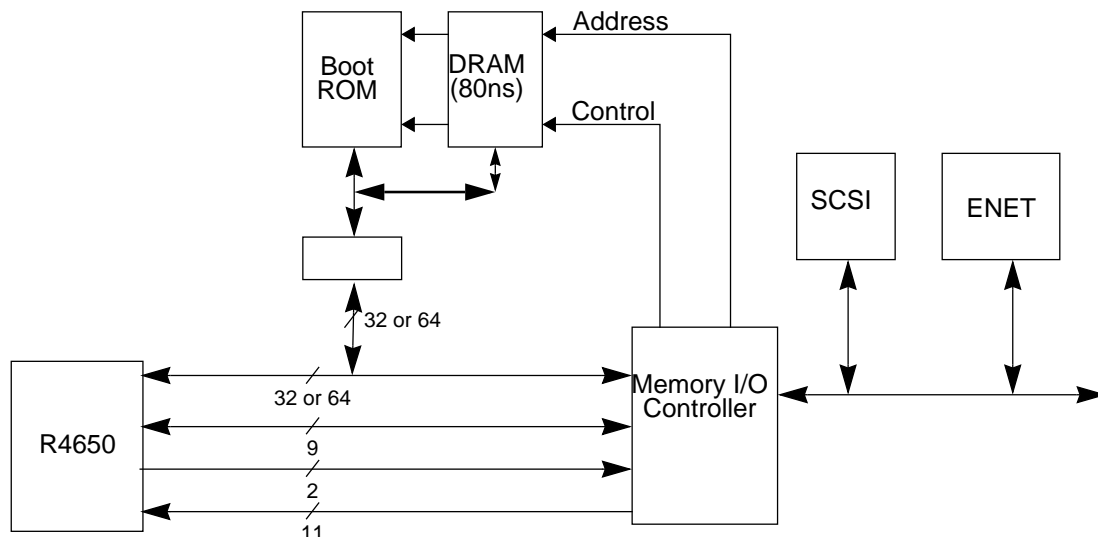 Address
Boot
ROM
DRAM
(80ns)
Control
SCSI
ENET
32 or 64
Memory I/O
Controller
32 or 64
R4650
9
2
11